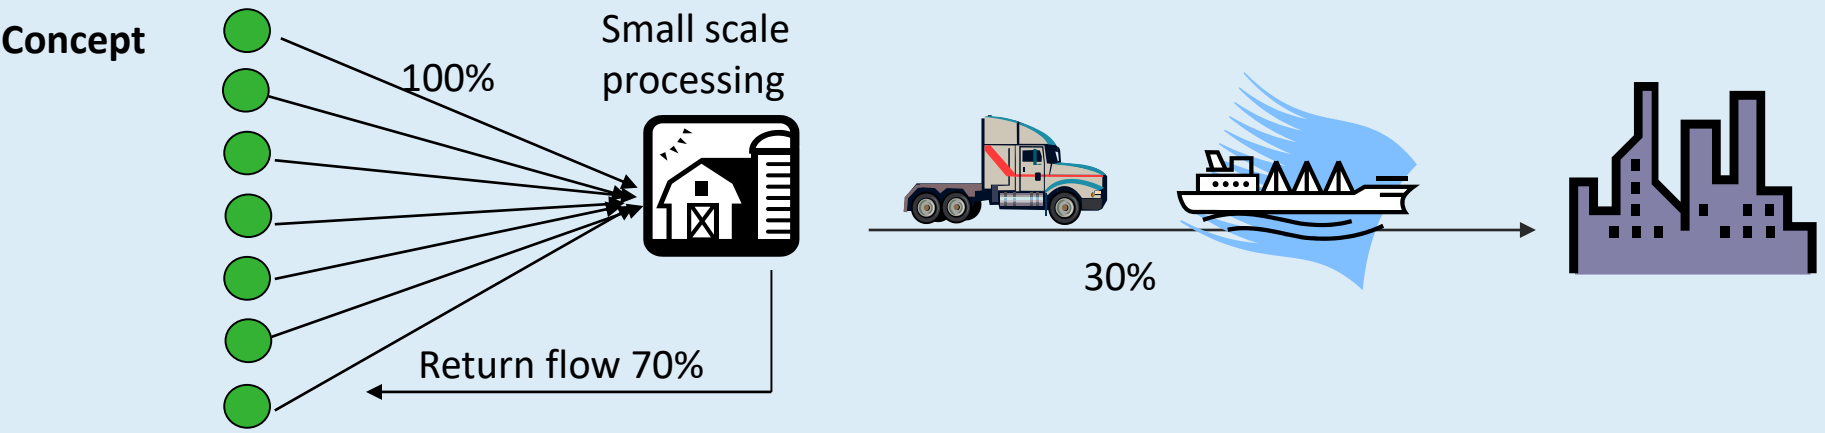 Concept
100%
Small scale
processing
30%
Return flow 70%